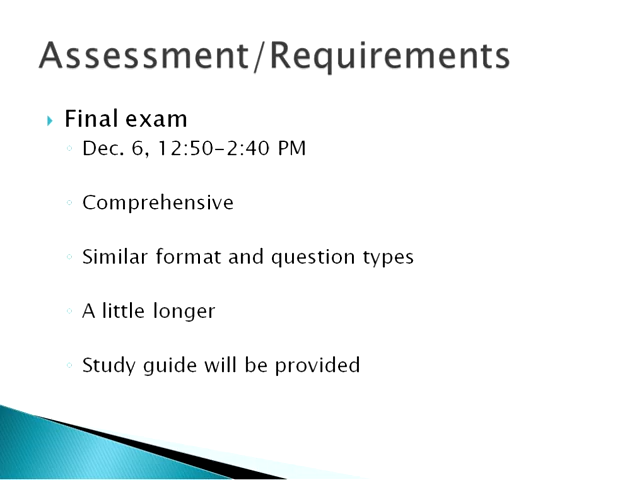 Assessment/Requirements
Final exam
Dec. 6, 12:50-2:40 PM
Comprehensive
Similar format and question types
A little longer
Study guide will be provided